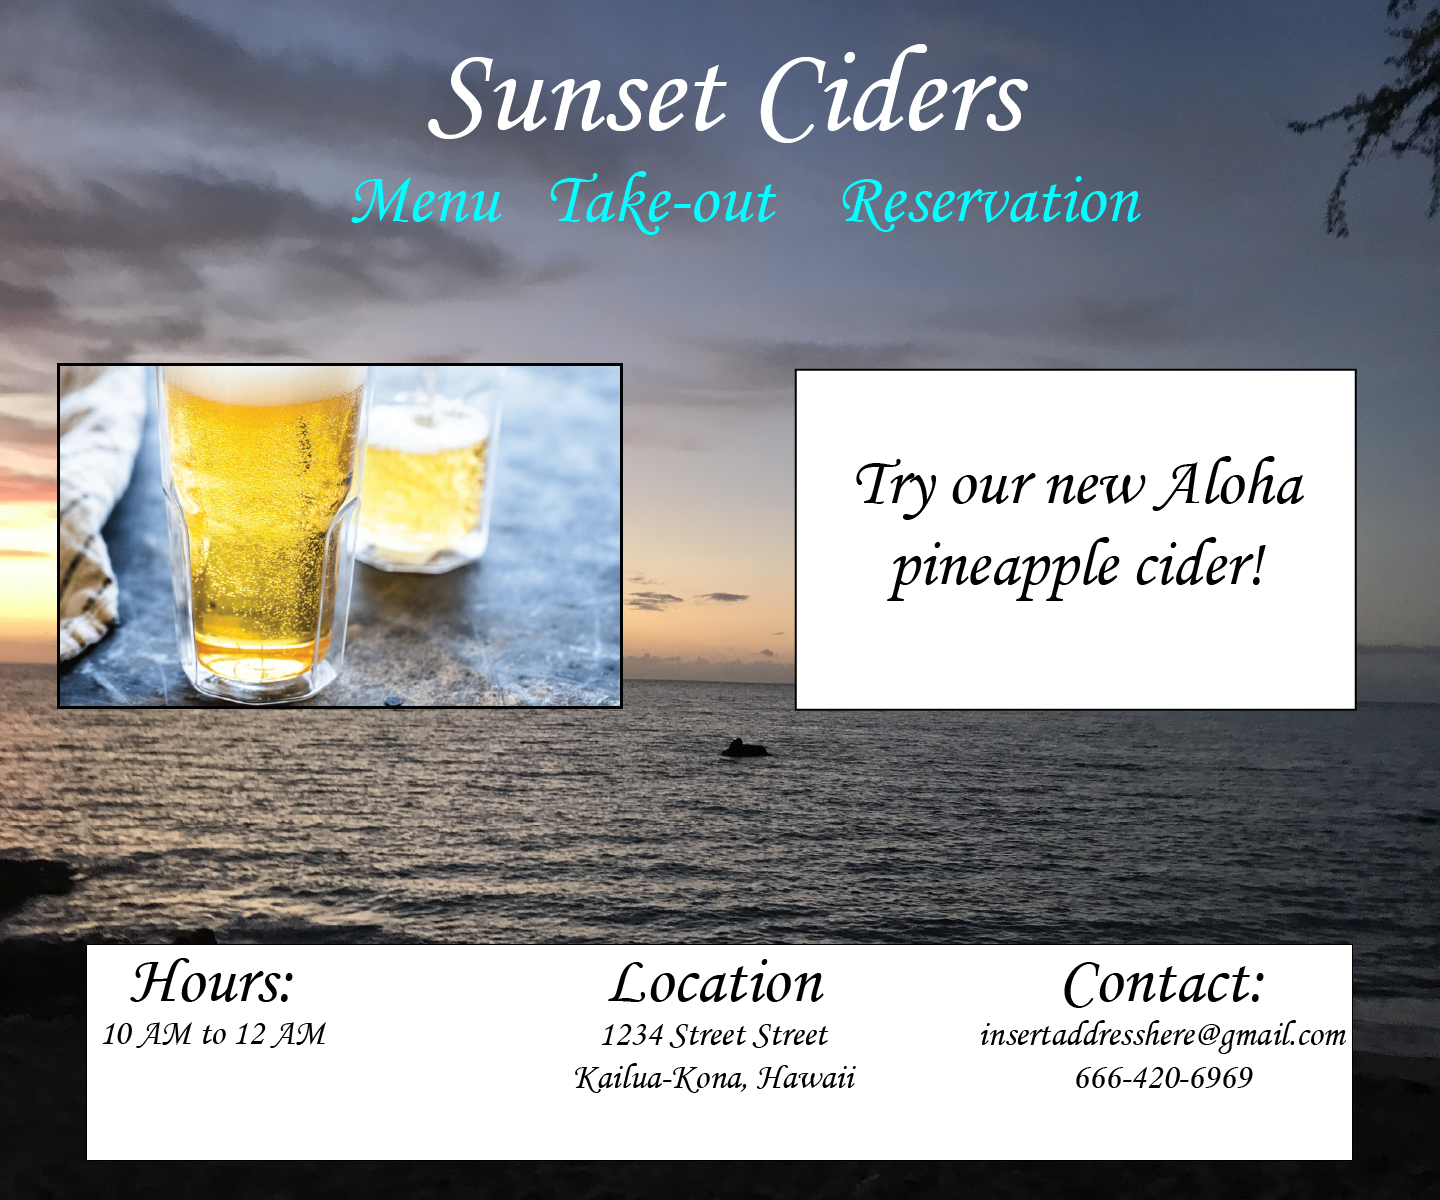 Sunset Ciders
Menu Take-out Reservation
Try our new Aloha
pineapple cider!
Hours:
10 AM to 12 AM
Location
1234 Street Street
Kailua-Kona, Hawaii
Contact:
insertaddresshere@gmail.com
666-420-6969